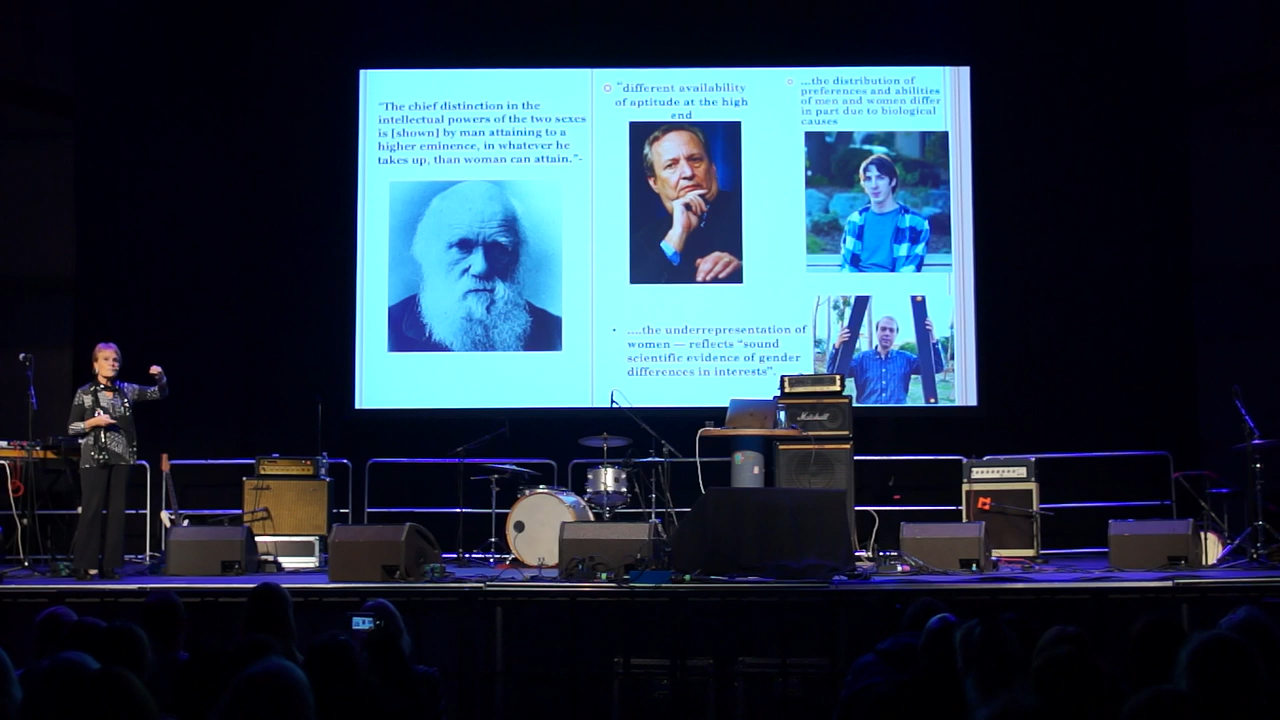 "The chief distinction in the
intellectual powers of the two sexes
is [shown] by man attaining to a
higher eminence, in whatever he
takes up, than woman can attain."-
"different availability
of aptitude at the high
end
...the distribution of
preferences and abilities
of men and women differ
in part due to biological
causes
....the underrepresentation of
women — reflects "sound
scientific evidence of gender
differences in interests".
Marshall